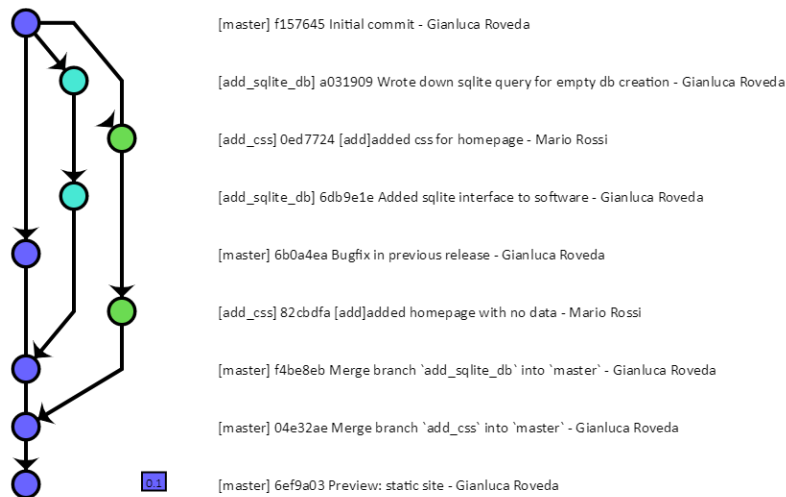 [master] f157645 Initial commit - Gianluca Roveda
[add_sqlite_db] a031909 Wrote down sqlite query for empty db creation - Gianluca Roveda
[add_css] 0ed7724 [add]added css for homepage - Mario Rossi
[add_sqlite_db] 6db9e1e Added sqlite interface to software - Gianluca Roveda
[master] 6b0a4ea Bugfix in previous release - Gianluca Roveda
[add_css] 82cbdfa [add]added homepage with no data - Mario Rossi
[master] f4be8eb Merge branch `add_sqlite_db` into `master` - Gianluca Roveda
[master] 04e32ae Merge branch `add_css` into `master` - Gianluca Roveda
0.1
[master] 6ef9a03 Preview: static site - Gianluca Roveda